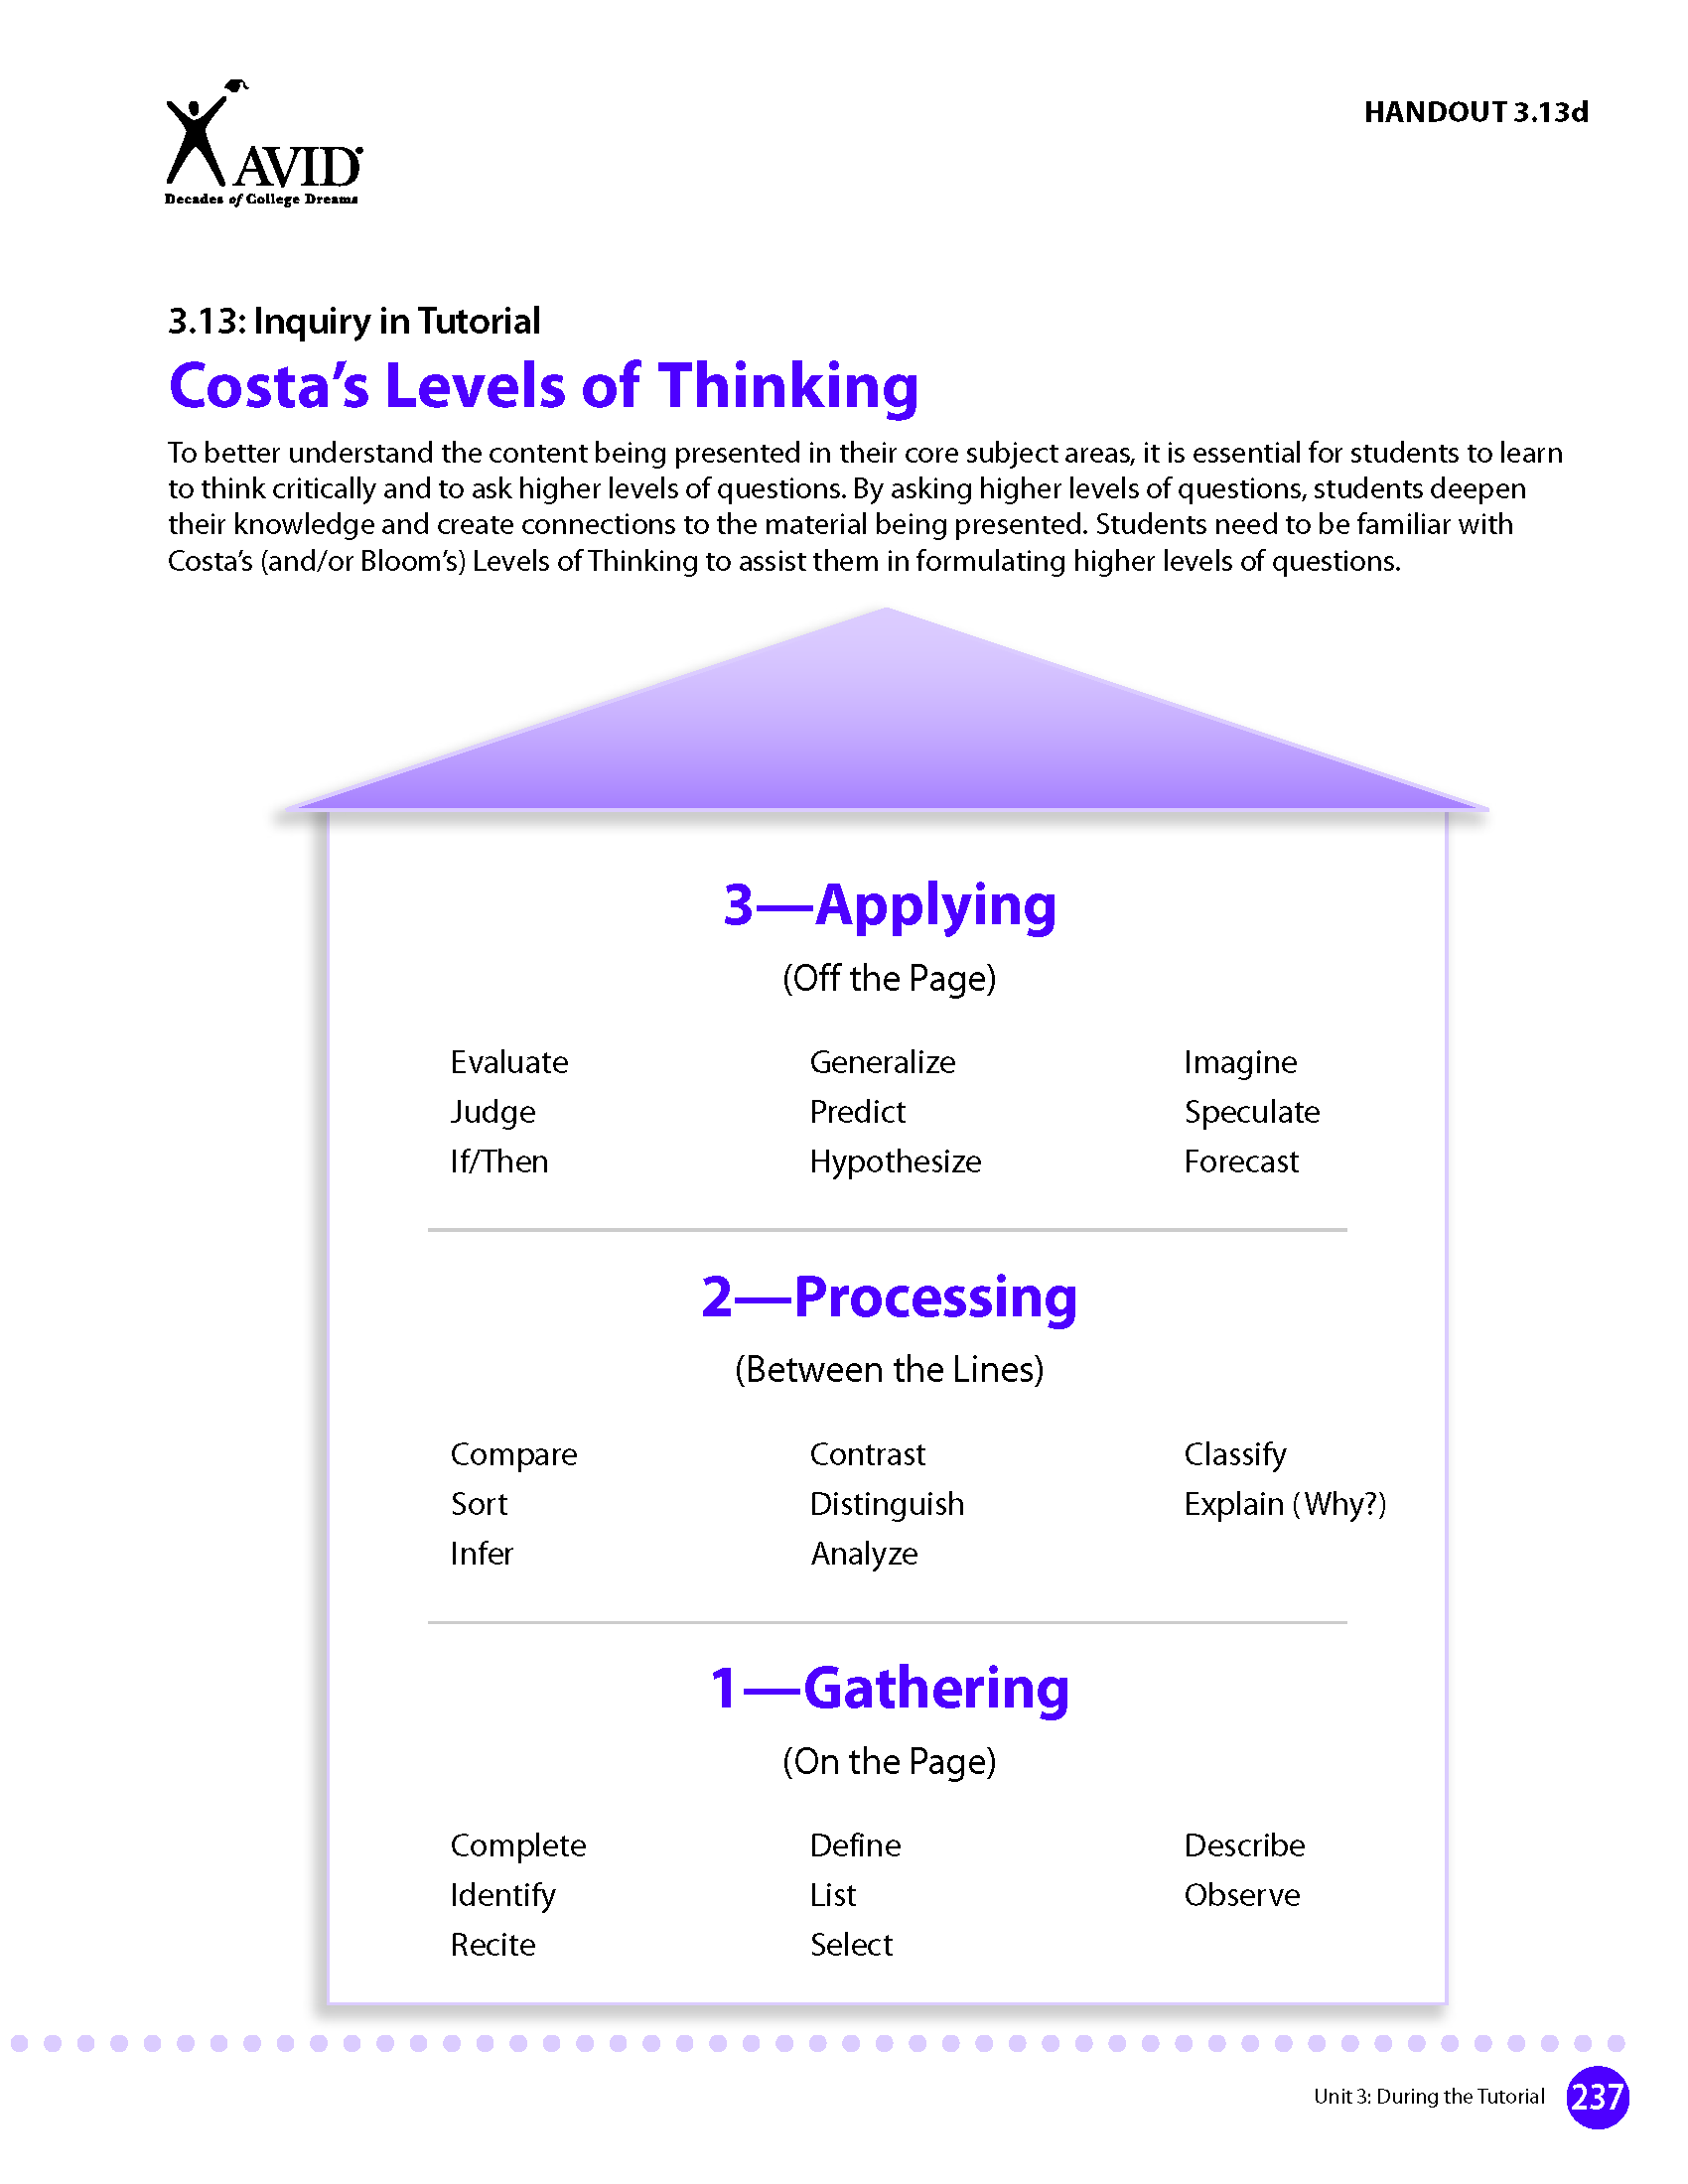 HANDOUT 3.13d
AVID
Decades of College Dreams
3.13: Inquiry in Tutorial
Costa’s Levels of Thinking
To better understand the content being presented in their core subject areas, it is essential for students to learn
to think critically and to ask higher levels of questions. By asking higher levels of questions, students deepen
their knowledge and create connections to the material being presented. Students need to be familiar with
Costa’s (and/or Bloom’s) Levels of Thinking to assist them in formulating higher levels of questions.
3—Applying
(Off the Page)
Evaluate Generalize Imagine
Judge Predict Speculate
If/Then Hypothesize Forecast
2—Processing
(Between the Lines)
Compare Contrast Classify
Sort Distinguish Explain (Why?)
Infer Analyze
1—Gathering
(On the Page)
Complete Define Describe
Identify List Observe
Recite Select
Unit 3: During the Tutorial 237